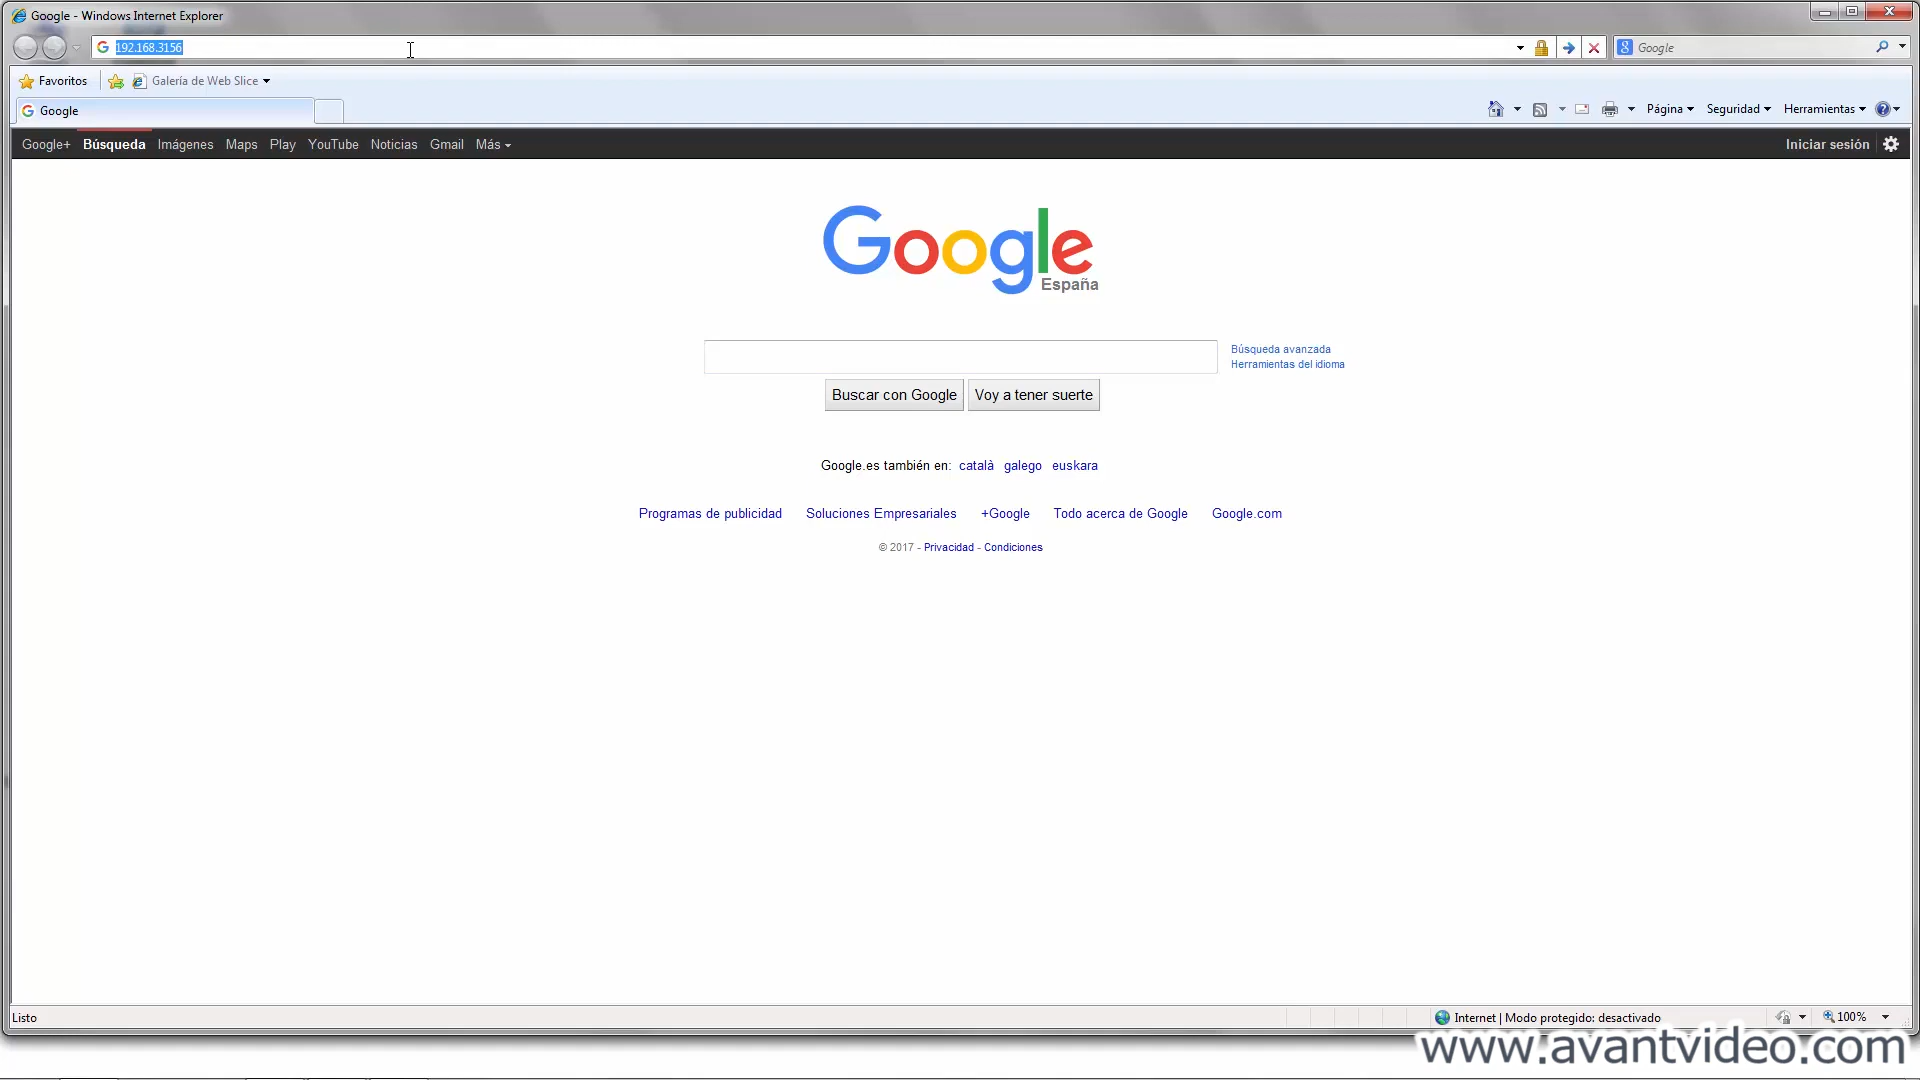 Google - Windows Internet Explorer
192.168.3156
Google
Favoritos
Galería de Web Slice
Google
Página
Seguridad
Herramientas
Google+ Búsqueda Imágenes Maps Play YouTube Noticias Gmail Más
Iniciar sesión
Google
España
Búsqueda avanzada
Herramientas del idioma
Buscar con Google
Voy a tener suerte
Google.es también en: català galego euskara
Programas de publicidad Soluciones Empresariales +Google Todo acerca de Google Google.com
© 2017 - Privacidad - Condiciones
Listo
Internet | Modo protegido: desactivado
100%
www.avantvideo.com